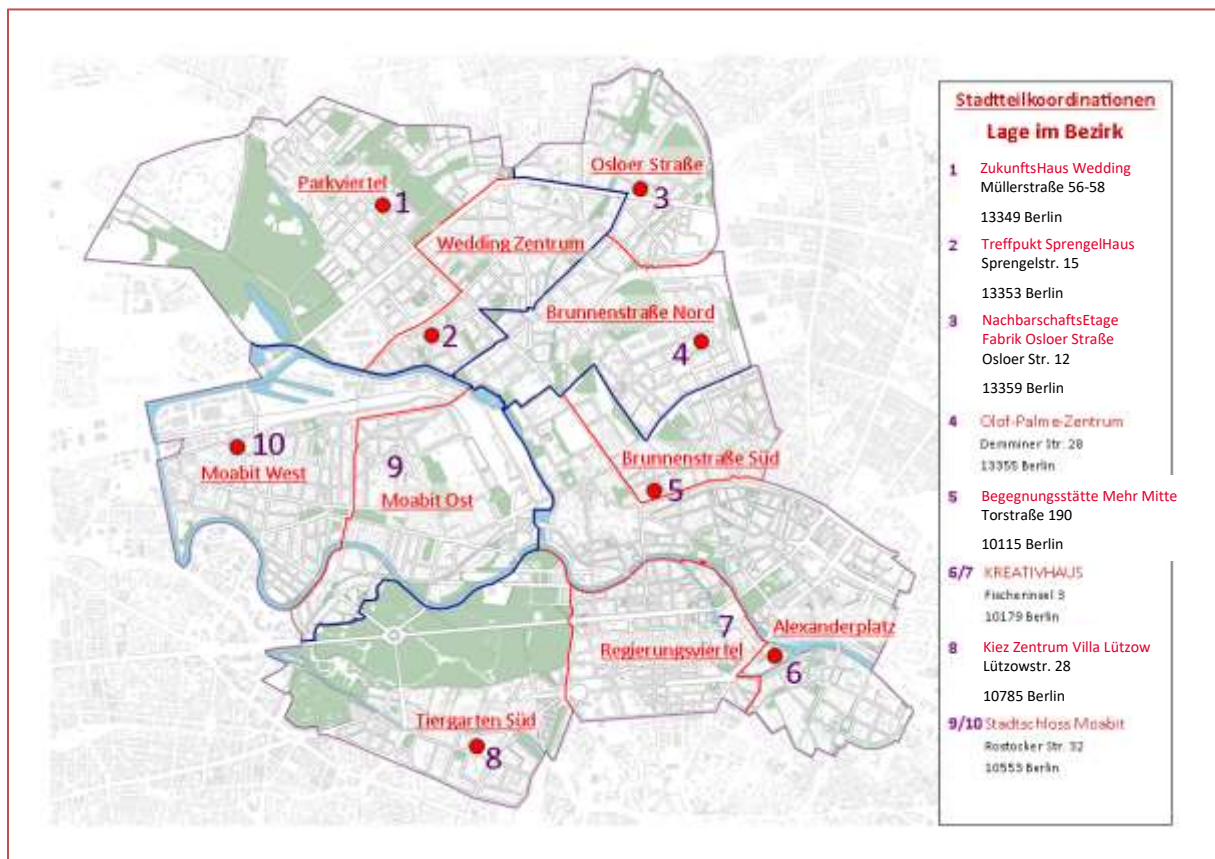 Osloer Straße
3
Parkviertel
1
Wedding Zentrum
Brunnenstraße Nord
2
4
10
Moabit West
9
Moabit Ost
Brunnenstraße Süd
5
7
Alexanderplatz
Regierungsviertel
6
Tiergarten Süd
8
Stadtteilkoordinationen
Lage im Bezirk
1 ZukunftsHaus Wedding
Müllerstraße 56-58
13349 Berlin
2 Treffpukt SprengelHaus
Sprengelstr. 15
13353 Berlin
3 NachbarschaftsEtage
Fabrik Osloer Straße
Osloer Str. 12
13359 Berlin
4 Olof-Palme-Zentrum
Demminer Str. 28
13355 Berlin
5 Begegnungsstätte Mehr Mitte
Torstraße 190
10115 Berlin
6/7 KREATIVHAUS
Fischerinsel 3
10179 Berlin
8 Kiez Zentrum Villa Lützow
Lützowstr. 28
10785 Berlin
9/10 Stadtschloss Moabit
Rostocker Str. 32
10553 Berlin